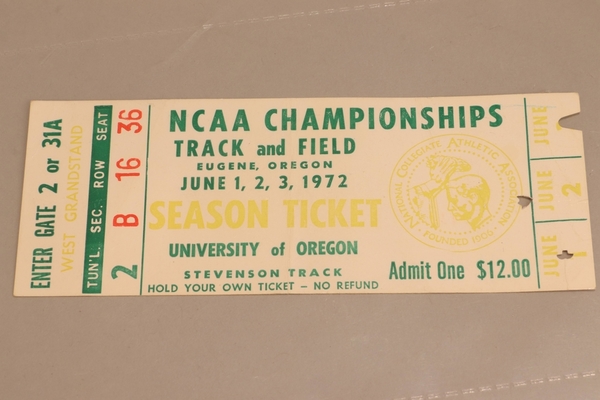 ENTER GATE 2 OR 31A
WEST GRANDSTAND
TUN'L. SEC. ROW SEAT
2 B 16 36
NCAA CHAMPIONSHIPS
TRACK and FIELD
EUGENE, OREGON
JUNE 1, 2, 3, 1972
SEASON TICKET
UNIVERSITY of OREGON
STEVENSON TRACK
HOLD YOUR OWN TICKET – NO REFUND
Admit One $12.00
NATIONAL COLLEGIATE ATHLETIC ASSOCIATION
FOUNDED 1906
JUNE
JUNE 2
JUNE 1